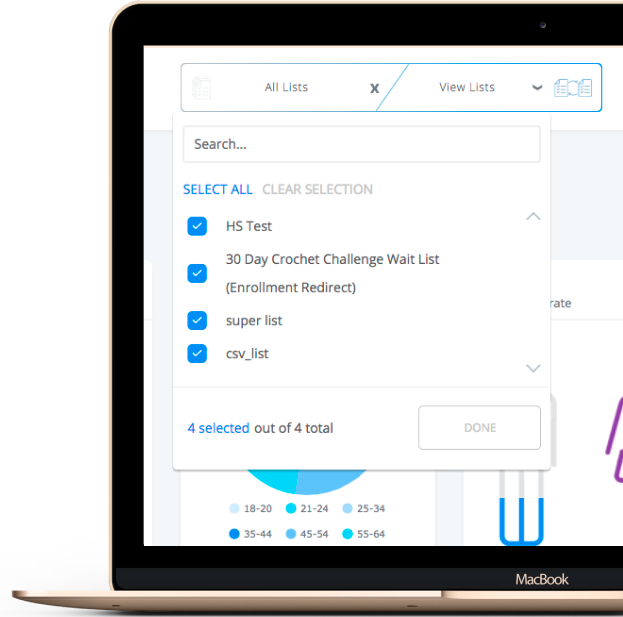 All Lists X View Lists
Search...
SELECT ALL CLEAR SELECTION
HS Test
30 Day Crochet Challenge Wait List
(Enrollment Redirect)
rate
super list
csv_list
4 selected out of 4 total
DONE
18-20 21-24 25-34
35-44 45-54 55-64
MacBook